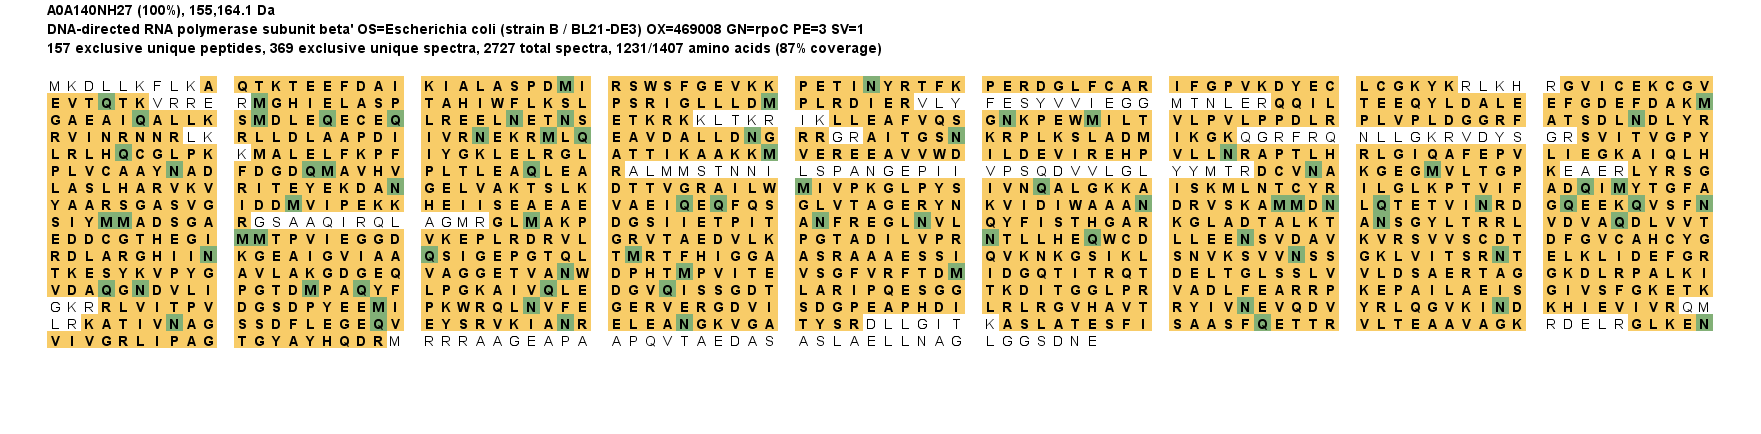 A0A140NH27 (100%), 155,164.1 Da
DNA-directed RNA polymerase subunit beta' OS=Escherichia coli (strain B / BL21-DE3) OX=469008 GN=rpoC PE=3 SV=1
157 exclusive unique peptides, 369 exclusive unique spectra, 2727 total spectra, 1231/1407 amino acids (87% coverage)
MKDLLKFLKA QTKTEEFDAI KIALASPDMI RSWSFGEVKK PETINYRTFK PERDGLFCAR IFGPVKDYEC LCGKYKRLKH RGVICEKCGV
EVTQTKVRRE RMGHIELASP TAHIWFLKSL PSRIGLLLDM PLRDIERVLY FESYVVIEGG MTNLERQQIL TEEQYLDALE EFGDEFDAKM
GAEAIQALLK SMDLEQECEQ LREELNETNS ETKRKKLTKR IKLLEAFVQS GNKPEWMILT VLPVLPPDLR PLVPLDGGRF ATSDLNDLYR
RVINRNNRLK RLLDLAAPDI IVRNEKRMLQ EAVDALLDNG RRGRAITGSN KRPLKSLADM IKGKQGRFRQ NLLGKRVDYS GRSVITVGPY
LRLHQCGLPK KMALELFKPF IYGKLELRGL ATTIKAAKKM VEREEAVVWD ILDEVIREHP VLLNRAPTLH RLGIQAFEPV LIEGKAIQLH
PLVCAAYNAD FDGDQMAVHV PLTLEAQLEA RALMMSTNNI LSPANGEPII VPSQDVVLGL YYMTRDCVNA KGEGMVLTGP KEAERLYRSG
LASLHARVKV RITEYEKDAN GELVAKTSLK DTTVGRAILW MIVPKGLPYS IVNQALGKKA ISKMLNTCYR ILGLKPTVIF ADQIMYTGFA
YAARSGASVG IDDMVIPEKK HEIISEAEAE VAEIQEQFQS GLVTAGERYN KVIDIWAAAN DRVSKAMMDN LQTETVINRD GQEEKQVSFN
SIYMMADSGA RGSAAQIRQL AGMRGLMAKP DGSIIETPIT ANFREGLNVL QYFISTHGAR KGLADTALKT ANSGYLTRRL VDVAQDLVVT
EDDCGTHEGI MMTPVIEGGD VKEPLRDRVL GRVTAEDVLK PGTADILVPR NTLLHEQWCD LLEENSVDAV KVRSVVSCDT DFGVCAHCYG
RDLARGHIIN KGEAIGVIAA QSIGEPGTQL TMRTFHIGGA ASRAAAESSI QVKNKGSIKL SNVKSVVNSS GKLVITSRNT ELKLIDEFGR
TKESYKVPYG AVLAKGDGEQ VAGGETVANW DPHTMPVITE VSGFVRFTDM IDGQTITRQT DELTGLSSLV VLDSAERTAG GKDLRPALKI
VDAQGNDVLI PGTDMPAQYF LPGKAIVQLE DGVQISSGDT LARIPQESGG TKDITGGLPR VADLFEARRP KEPAILAEIS GIVSFGKETK
GKRRLVITPV DGSDPYEEMI PKWRQLNVFE GERVERGDVI SDGPEAPHDI LRLRGVHAVT RYIVNEVQDV YRLQGVKIND KHIEVIVRQM
LRKATIVNAG SSDFLEGEQV EYSRVKIANR ELEANGKVGA TYSRDLLGIT KASLATESFI SAASFQETTR VLTEAAVAGK RDELRGLKEN
VIVGRLIPAG TGYAYHQDRM RRRAAGEAPA APQVTAEDAS ASLAELLNAG LGGSDNE